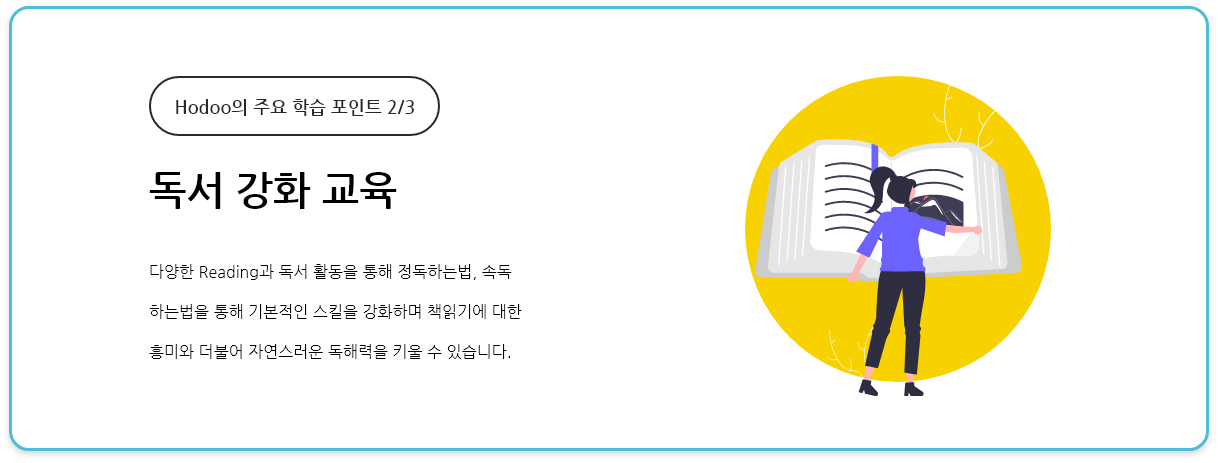 Hodoo의 주요 학습 포인트 2/3
독서 강화 교육
다양한 Reading과 독서 활동을 통해 정독하는법, 속독
하는법을 통해 기본적인 스킬을 강화하며 책읽기에 대한
흥미와 더불어 자연스러운 독해력을 키울 수 있습니다.